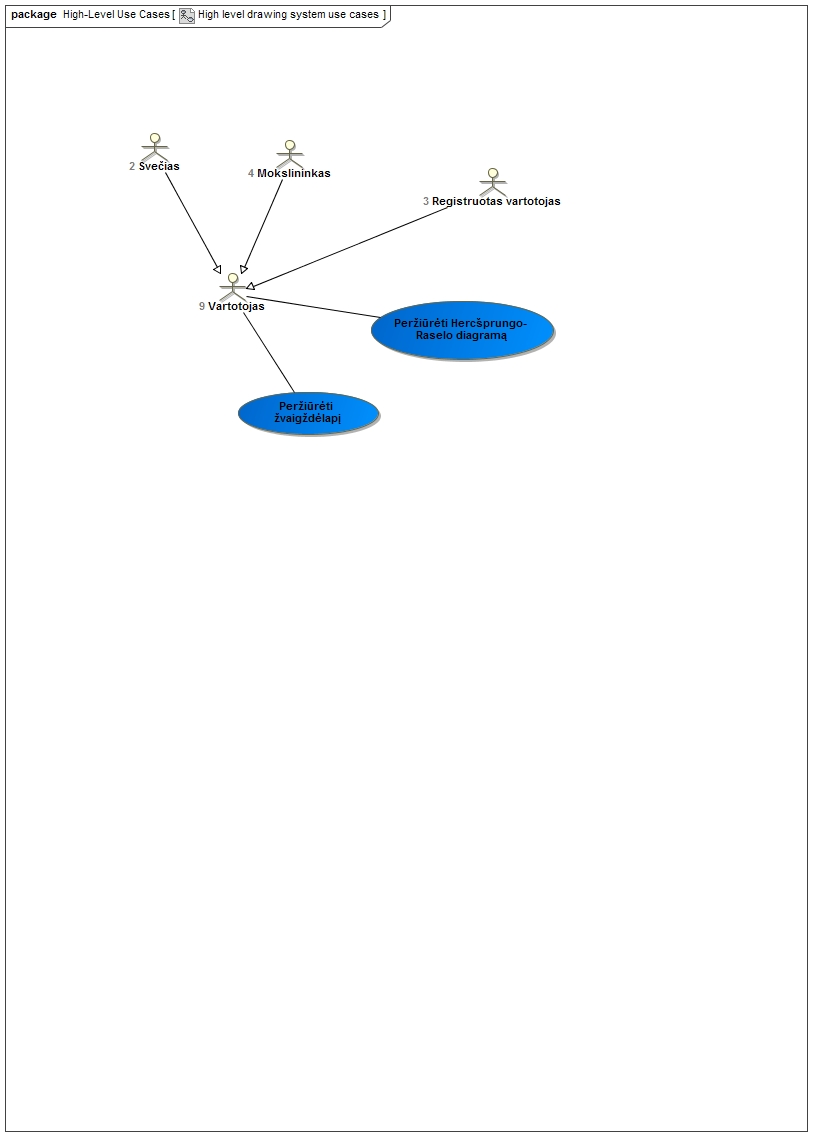 package High-Level Use Cases [ High level drawing system use cases ]
2 Svečias
4 Mokslininkas
3 Registruotas vartotojas
9 Vartotojas
Peržiūrėti Hercšprungo-
Raselo diagramą
Peržiūrėti
žvaigždėlapį